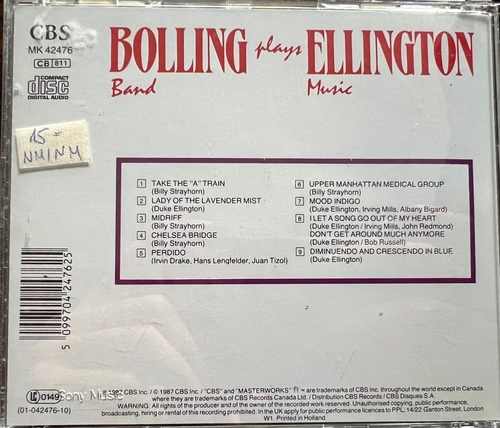 CBS
MK 42476
CB 811
COMPACT
disc
DIGITAL AUDIO
BOLLING plays ELLINGTON
Band Music
15=
NM/NM
1 TAKE THE "A" TRAIN
(Billy Strayhorn)
2 LADY OF THE LAVENDER MIST
(Duke Ellington)
3 MIDRIFF
(Billy Strayhorn)
4 CHELSEA BRIDGE
(Billy Strayhorn)
5 PERDIDO
(Irvin Drake, Hans Lengfelder, Juan Tizol)
6 UPPER MANHATTAN MEDICAL GROUP
(Billy Strayhorn)
7 MOOD INDIGO
(Duke Ellington, Irving Mills, Albany Bigard)
8 I LET A SONG GO OUT OF MY HEART
(Duke Ellington / Irving Mills, John Redmond)
DON'T GET AROUND MUCH ANYMORE
(Duke Ellington / Bob Russell)
9 DIMINUENDO AND CRESCENDO IN BLUE
(Duke Ellington)
5 099704 247625
LC 0149
Sony Music
(01-042476-10)
℗ 1987 CBS Inc. / © 1987 CBS Inc. / "CBS" and "MASTERWORKS" are trademarks of CBS Inc. throughout the world except in Canada
where they are trademarks of CBS Records Canada Ltd. / Distribution CBS Records / CBS Disques S.A.
WARNING: All rights of the producer and of the owner of the recorded work reserved. Unauthorised copying, public performance,
broadcasting, hiring or rental of this recording prohibited. In the UK apply for public performance licences to PPL, 14/22 Ganton Street, London
W1. Printed in Holland